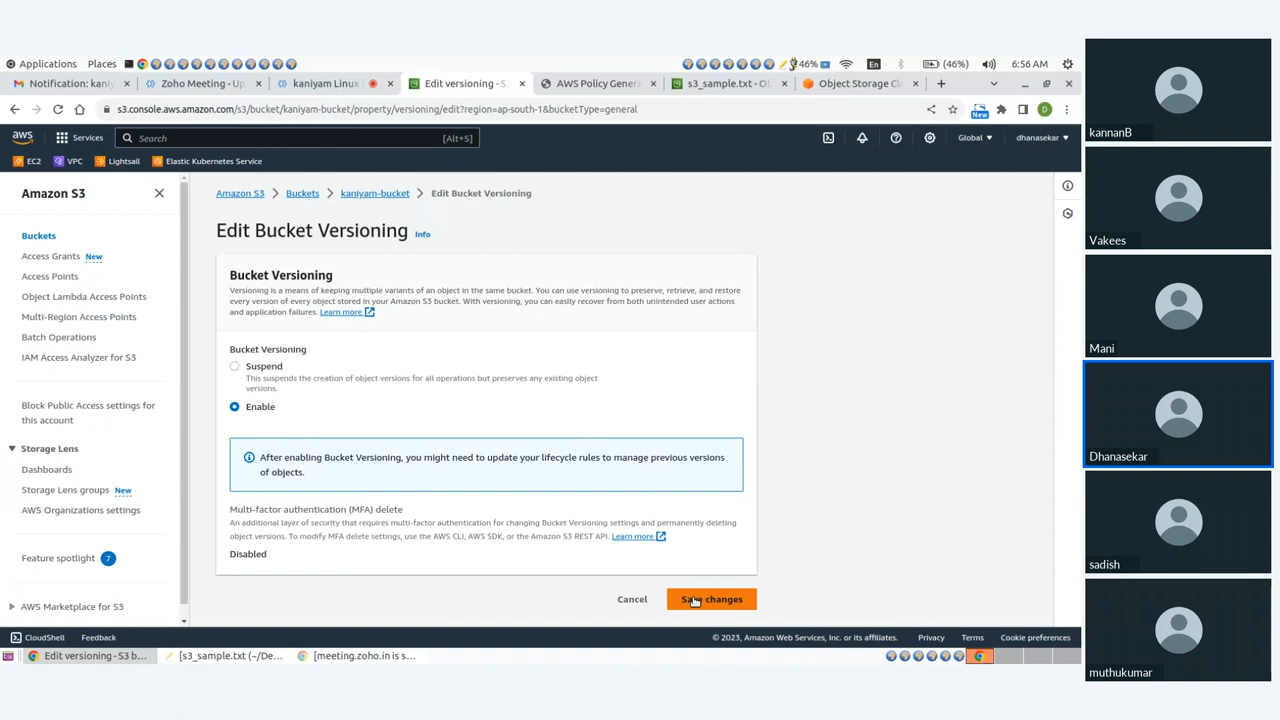 Applications Places 46% En (46%) 6:56 AM
Notification: kaniy Zoho Meeting - Up kaniyam Linux Edit versioning - S3 AWS Policy Genera s3_sample.txt - Ob Object Storage Cla
s3.console.aws.amazon.com/s3/bucket/kaniyam-bucket/property/versioning/edit?region=ap-south-1&bucketType=general
New
D
aws Services Search [Alt+S] Global dhanasekar
EC2 VPC Lightsail Elastic Kubernetes Service
Amazon S3
Buckets
Access Grants New
Access Points
Object Lambda Access Points
Multi-Region Access Points
Batch Operations
IAM Access Analyzer for S3
Block Public Access settings for
this account
Storage Lens
Dashboards
Storage Lens groups New
AWS Organizations settings
Feature spotlight 7
AWS Marketplace for S3
Amazon S3 > Buckets > kaniyam-bucket > Edit Bucket Versioning
Edit Bucket Versioning Info
Bucket Versioning
Versioning is a means of keeping multiple variants of an object in the same bucket. You can use versioning to preserve, retrieve, and restore
every version of every object stored in your Amazon S3 bucket. With versioning, you can easily recover from both unintended user actions
and application failures. Learn more
Bucket Versioning
Suspend
This suspends the creation of object versions for all operations but preserves any existing object
versions.
Enable
After enabling Bucket Versioning, you might need to update your lifecycle rules to manage previous versions
of objects.
Multi-factor authentication (MFA) delete
An additional layer of security that requires multi-factor authentication for changing Bucket Versioning settings and permanently deleting
object versions. To modify MFA delete settings, use the AWS CLI, AWS SDK, or the Amazon S3 REST API. Learn more
Disabled
Cancel Save changes
CloudShell Feedback © 2023, Amazon Web Services, Inc. or its affiliates. Privacy Terms Cookie preferences
Edit versioning - S3 b... [s3_sample.txt (~/De... [meeting.zoho.in is s...
kannanB
Vakees
Mani
Dhanasekar
sadish
muthukumar